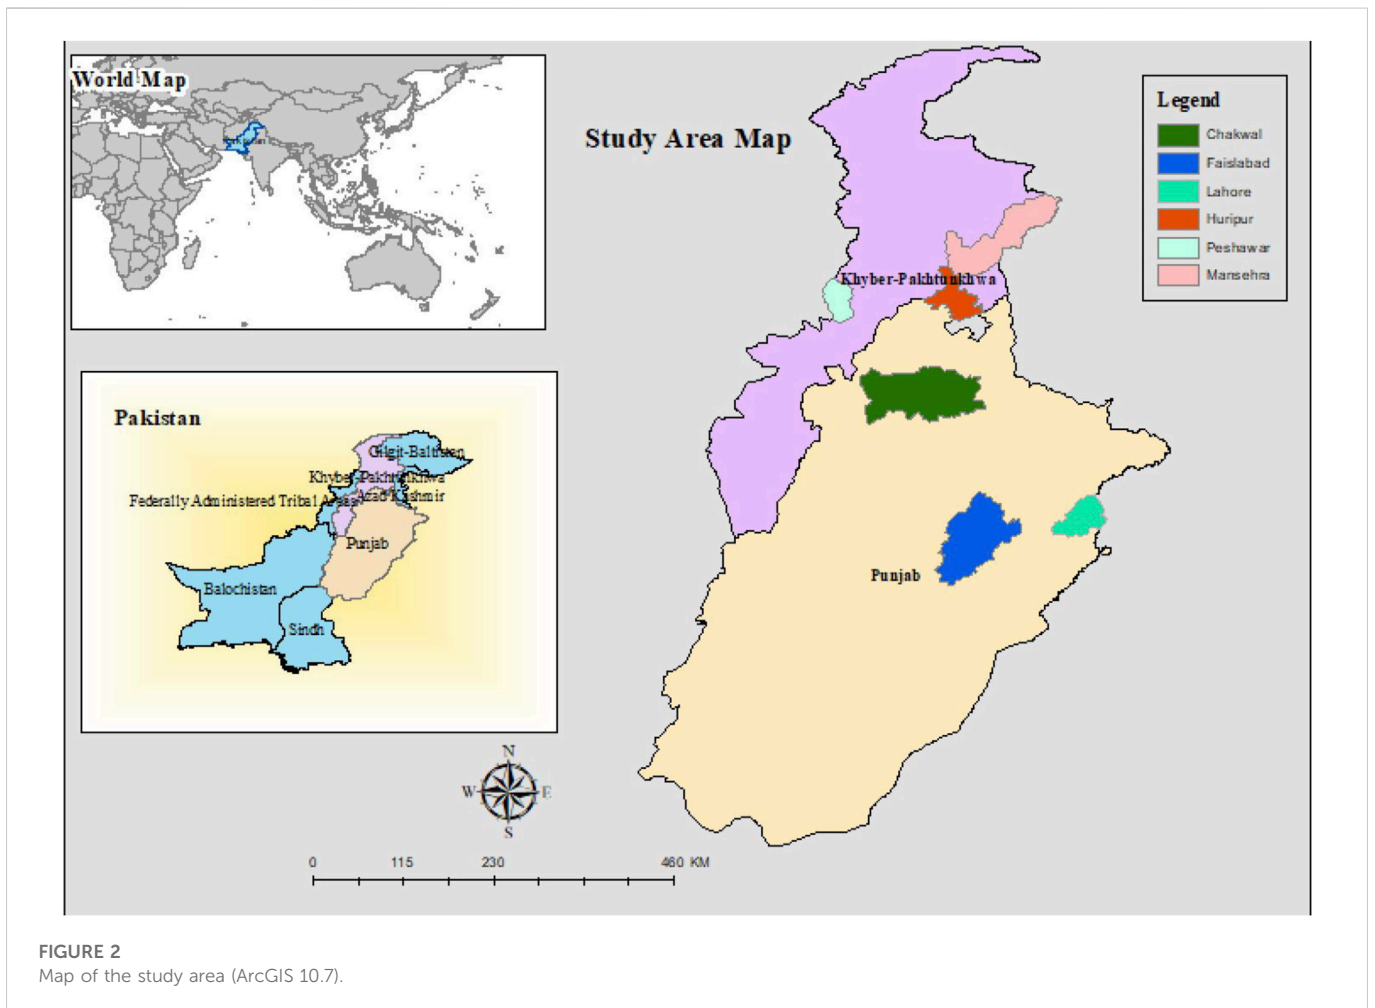 World Map
Pakistan
Study Area Map
Legend
Chakwal
Faislabad
Lahore
Huripur
Peshawar
Mansehra
Khyber-Pakhtunkhwa
Punjab
Pakistan
Gilgit-Baltistan
Khyber-Pakhtunkhwa
Azad Kashmir
Federally Administered Tribal Areas
Punjab
Balochistan
Sindh
N
W E
S
0 115 230 460 KM
FIGURE 2
Map of the study area (ArcGIS 10.7).